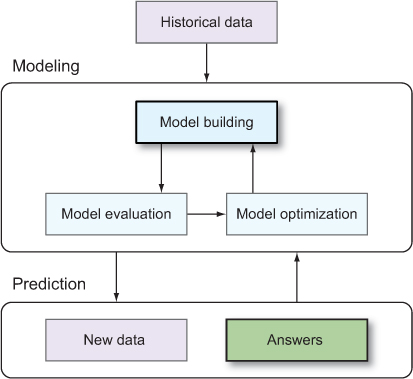 Historical data
Modeling
Model building
Model evaluation
Model optimization
Prediction
New data
Answers